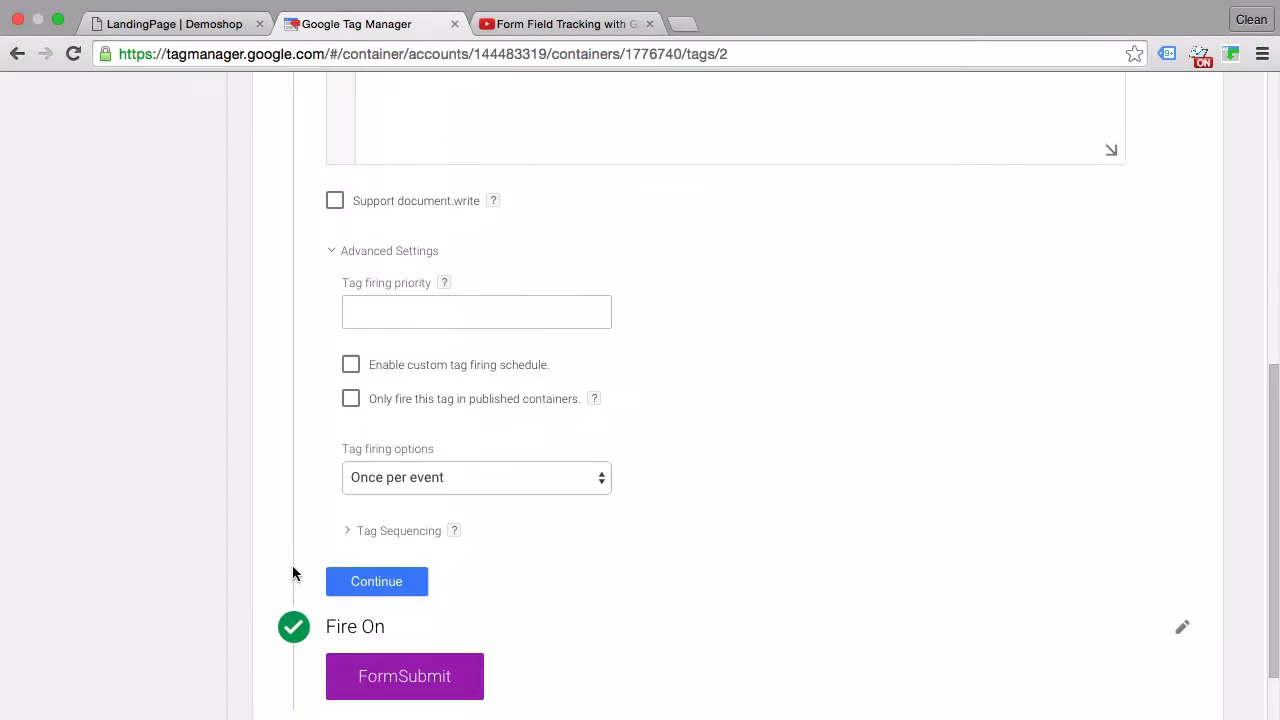 LandingPage | Demoshop
Google Tag Manager
Form Field Tracking with G
Clean
https://tagmanager.google.com/#/container/accounts/144483319/containers/1776740/tags/2
ON
Support document.write ?
Advanced Settings
Tag firing priority ?
Enable custom tag firing schedule.
Only fire this tag in published containers. ?
Tag firing options
Once per event
Tag Sequencing ?
Continue
Fire On
FormSubmit